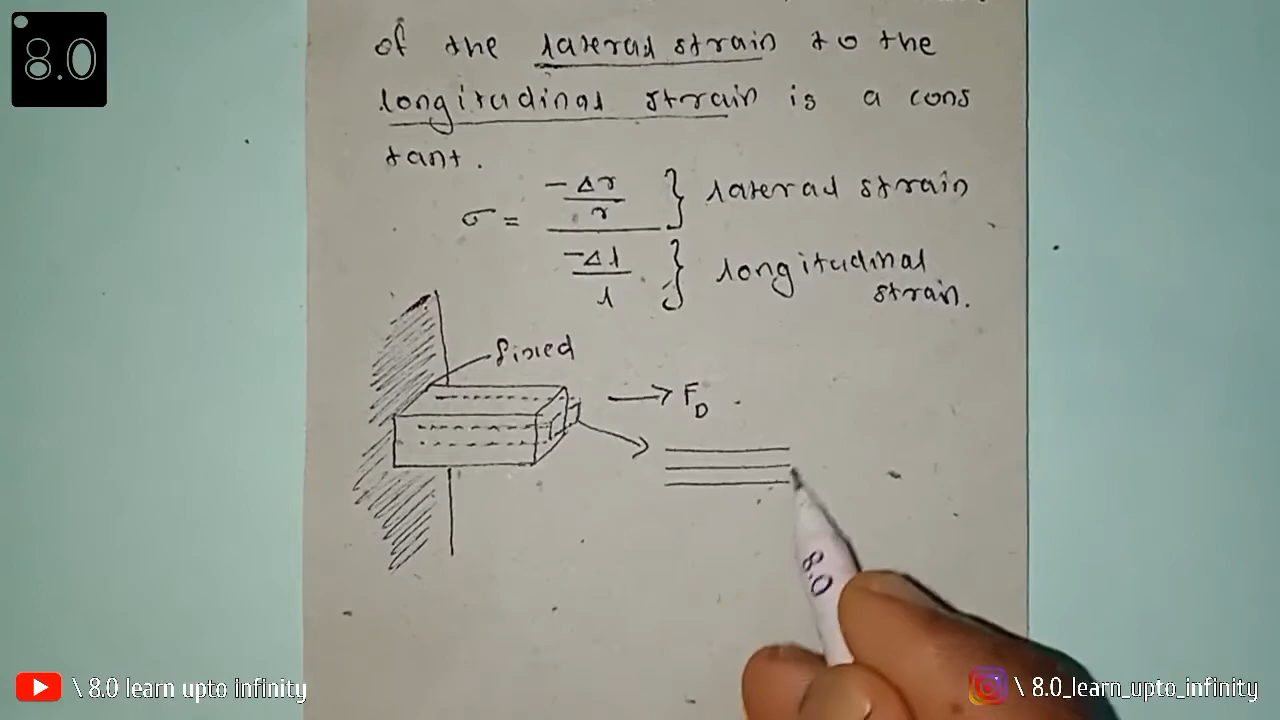 8.0
of the lateral strain to the
longitudinal strain is a cons
tant.
σ = -Δr/r } lateral strain
-Δl/l } longitudinal
strain.
fixed
→ F_D
8.0
\ 8.0 learn upto infinity
\ 8.0_learn_upto_infinity